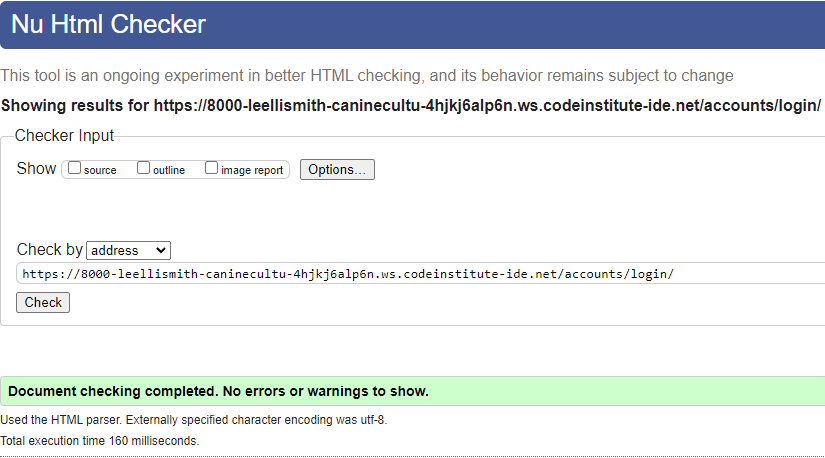 Nu Html Checker
This tool is an ongoing experiment in better HTML checking, and its behavior remains subject to change
Showing results for https://8000-leellismith-caninecultu-4hjkj6alp6n.ws.codeinstitute-ide.net/accounts/login/
Checker Input
Show source outline image report Options...
Check by address
https://8000-leellismith-caninecultu-4hjkj6alp6n.ws.codeinstitute-ide.net/accounts/login/
Check
Document checking completed. No errors or warnings to show.
Used the HTML parser. Externally specified character encoding was utf-8.
Total execution time 160 milliseconds.